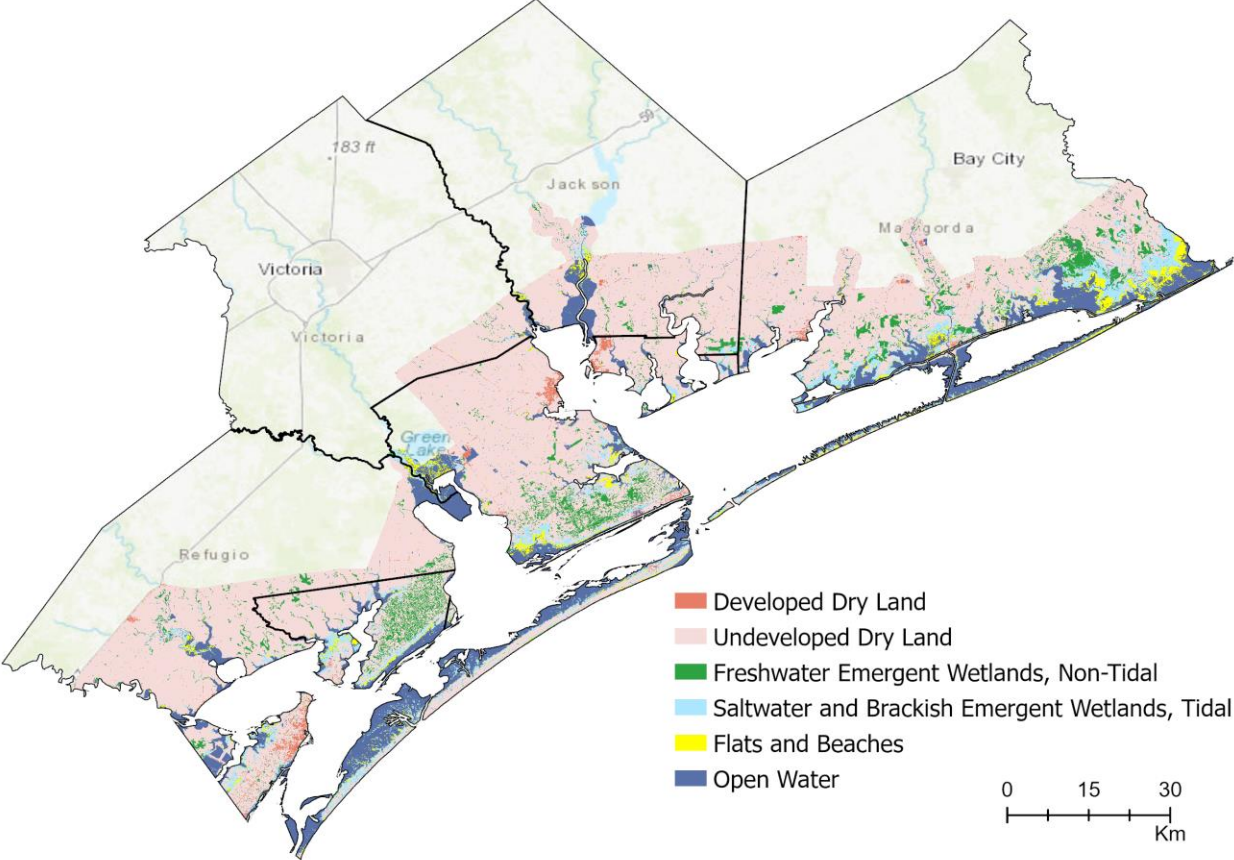 59
183 ft
Bay City
Jackson
Matagorda
Victoria
Victoria
Green
Lake
Refugio
Developed Dry Land
Undeveloped Dry Land
Freshwater Emergent Wetlands, Non-Tidal
Saltwater and Brackish Emergent Wetlands, Tidal
Flats and Beaches
Open Water
0 15 30
Km